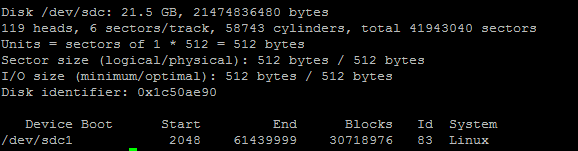 Disk /dev/sdc: 21.5 GB, 21474836480 bytes
119 heads, 6 sectors/track, 58743 cylinders, total 41943040 sectors
Units = sectors of 1 * 512 = 512 bytes
Sector size (logical/physical): 512 bytes / 512 bytes
I/O size (minimum/optimal): 512 bytes / 512 bytes
Disk identifier: 0x1c50ae90
Device Boot Start End Blocks Id System
/dev/sdc1 2048 61439999 30718976 83 Linux